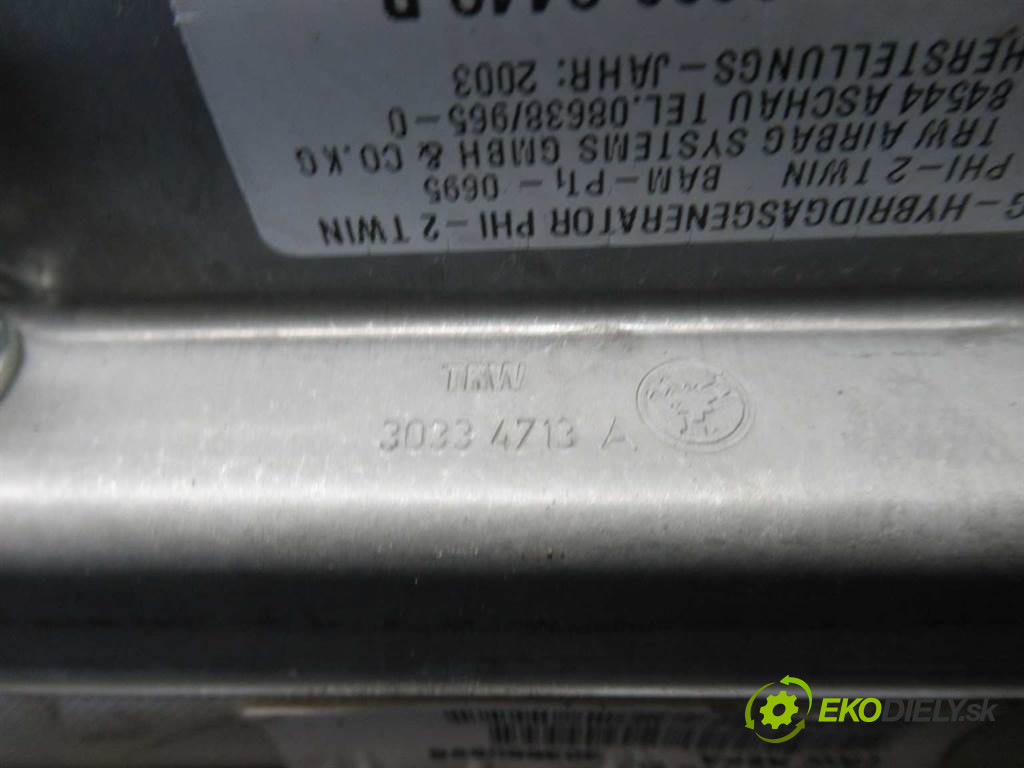 G-HYBRIDGASGENERATOR PHI-2 TWIN
PHI-2 TWIN BAM-PT1-0695
TRW AIRBAG SYSTEMS GMBH & CO.KG
84544 ASCHAU TEL.08638/965-0
HERSTELLUNGS-JAHR: 2003
TRW
3033 4713 A
EKODIELY.sk